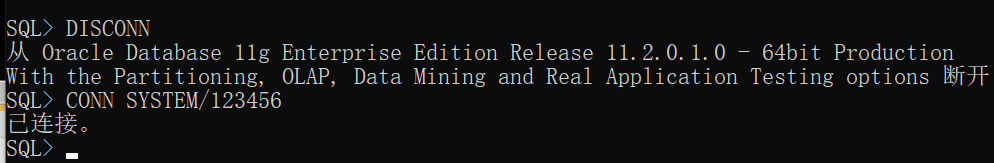 SQL> DISCONN
从 Oracle Database 11g Enterprise Edition Release 11.2.0.1.0 - 64bit Production
With the Partitioning, OLAP, Data Mining and Real Application Testing options 断开
SQL> CONN SYSTEM/123456
已连接。
SQL>